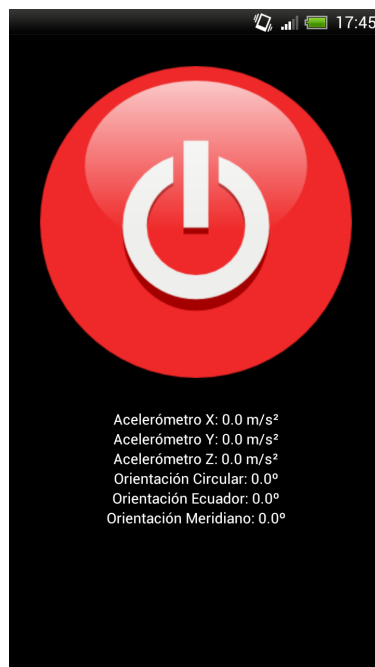 17:45
Acelerómetro X: 0.0 m/s²
Acelerómetro Y: 0.0 m/s²
Acelerómetro Z: 0.0 m/s²
Orientación Circular: 0.0º
Orientación Ecuador: 0.0º
Orientación Meridiano: 0.0º